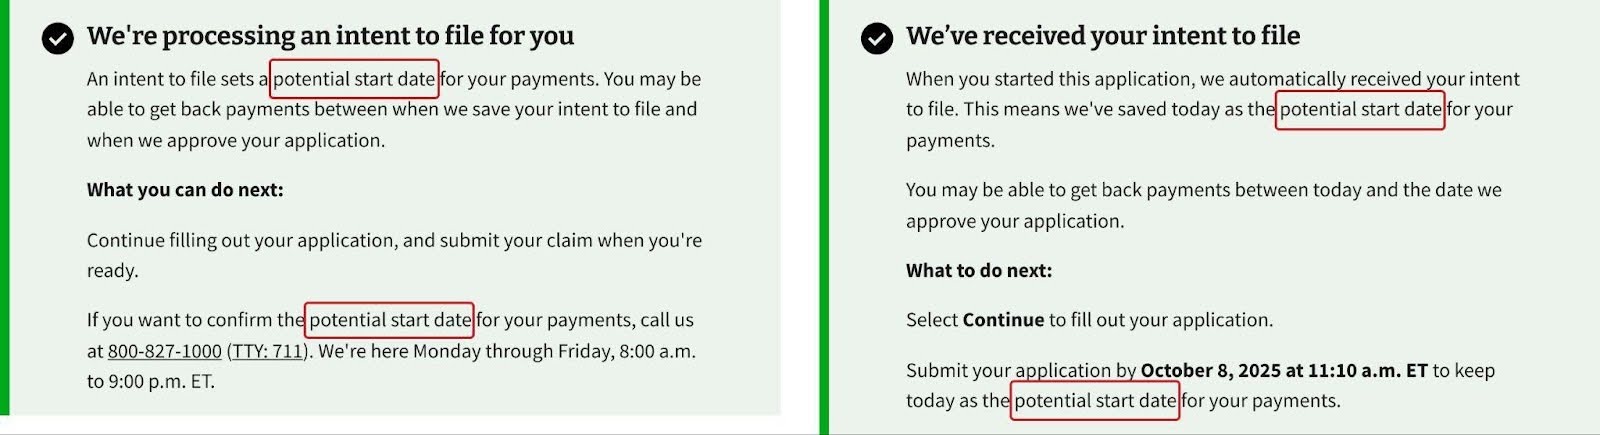 We're processing an intent to file for you
An intent to file sets a potential start date for your payments. You may be
able to get back payments between when we save your intent to file and
when we approve your application.
What you can do next:
Continue filling out your application, and submit your claim when you're
ready.
If you want to confirm the potential start date for your payments, call us
at 800-827-1000 (TTY: 711). We're here Monday through Friday, 8:00 a.m.
to 9:00 p.m. ET.
We’ve received your intent to file
When you started this application, we automatically received your intent
to file. This means we've saved today as the potential start date for your
payments.
You may be able to get back payments between today and the date we
approve your application.
What to do next:
Select Continue to fill out your application.
Submit your application by October 8, 2025 at 11:10 a.m. ET to keep
today as the potential start date for your payments.